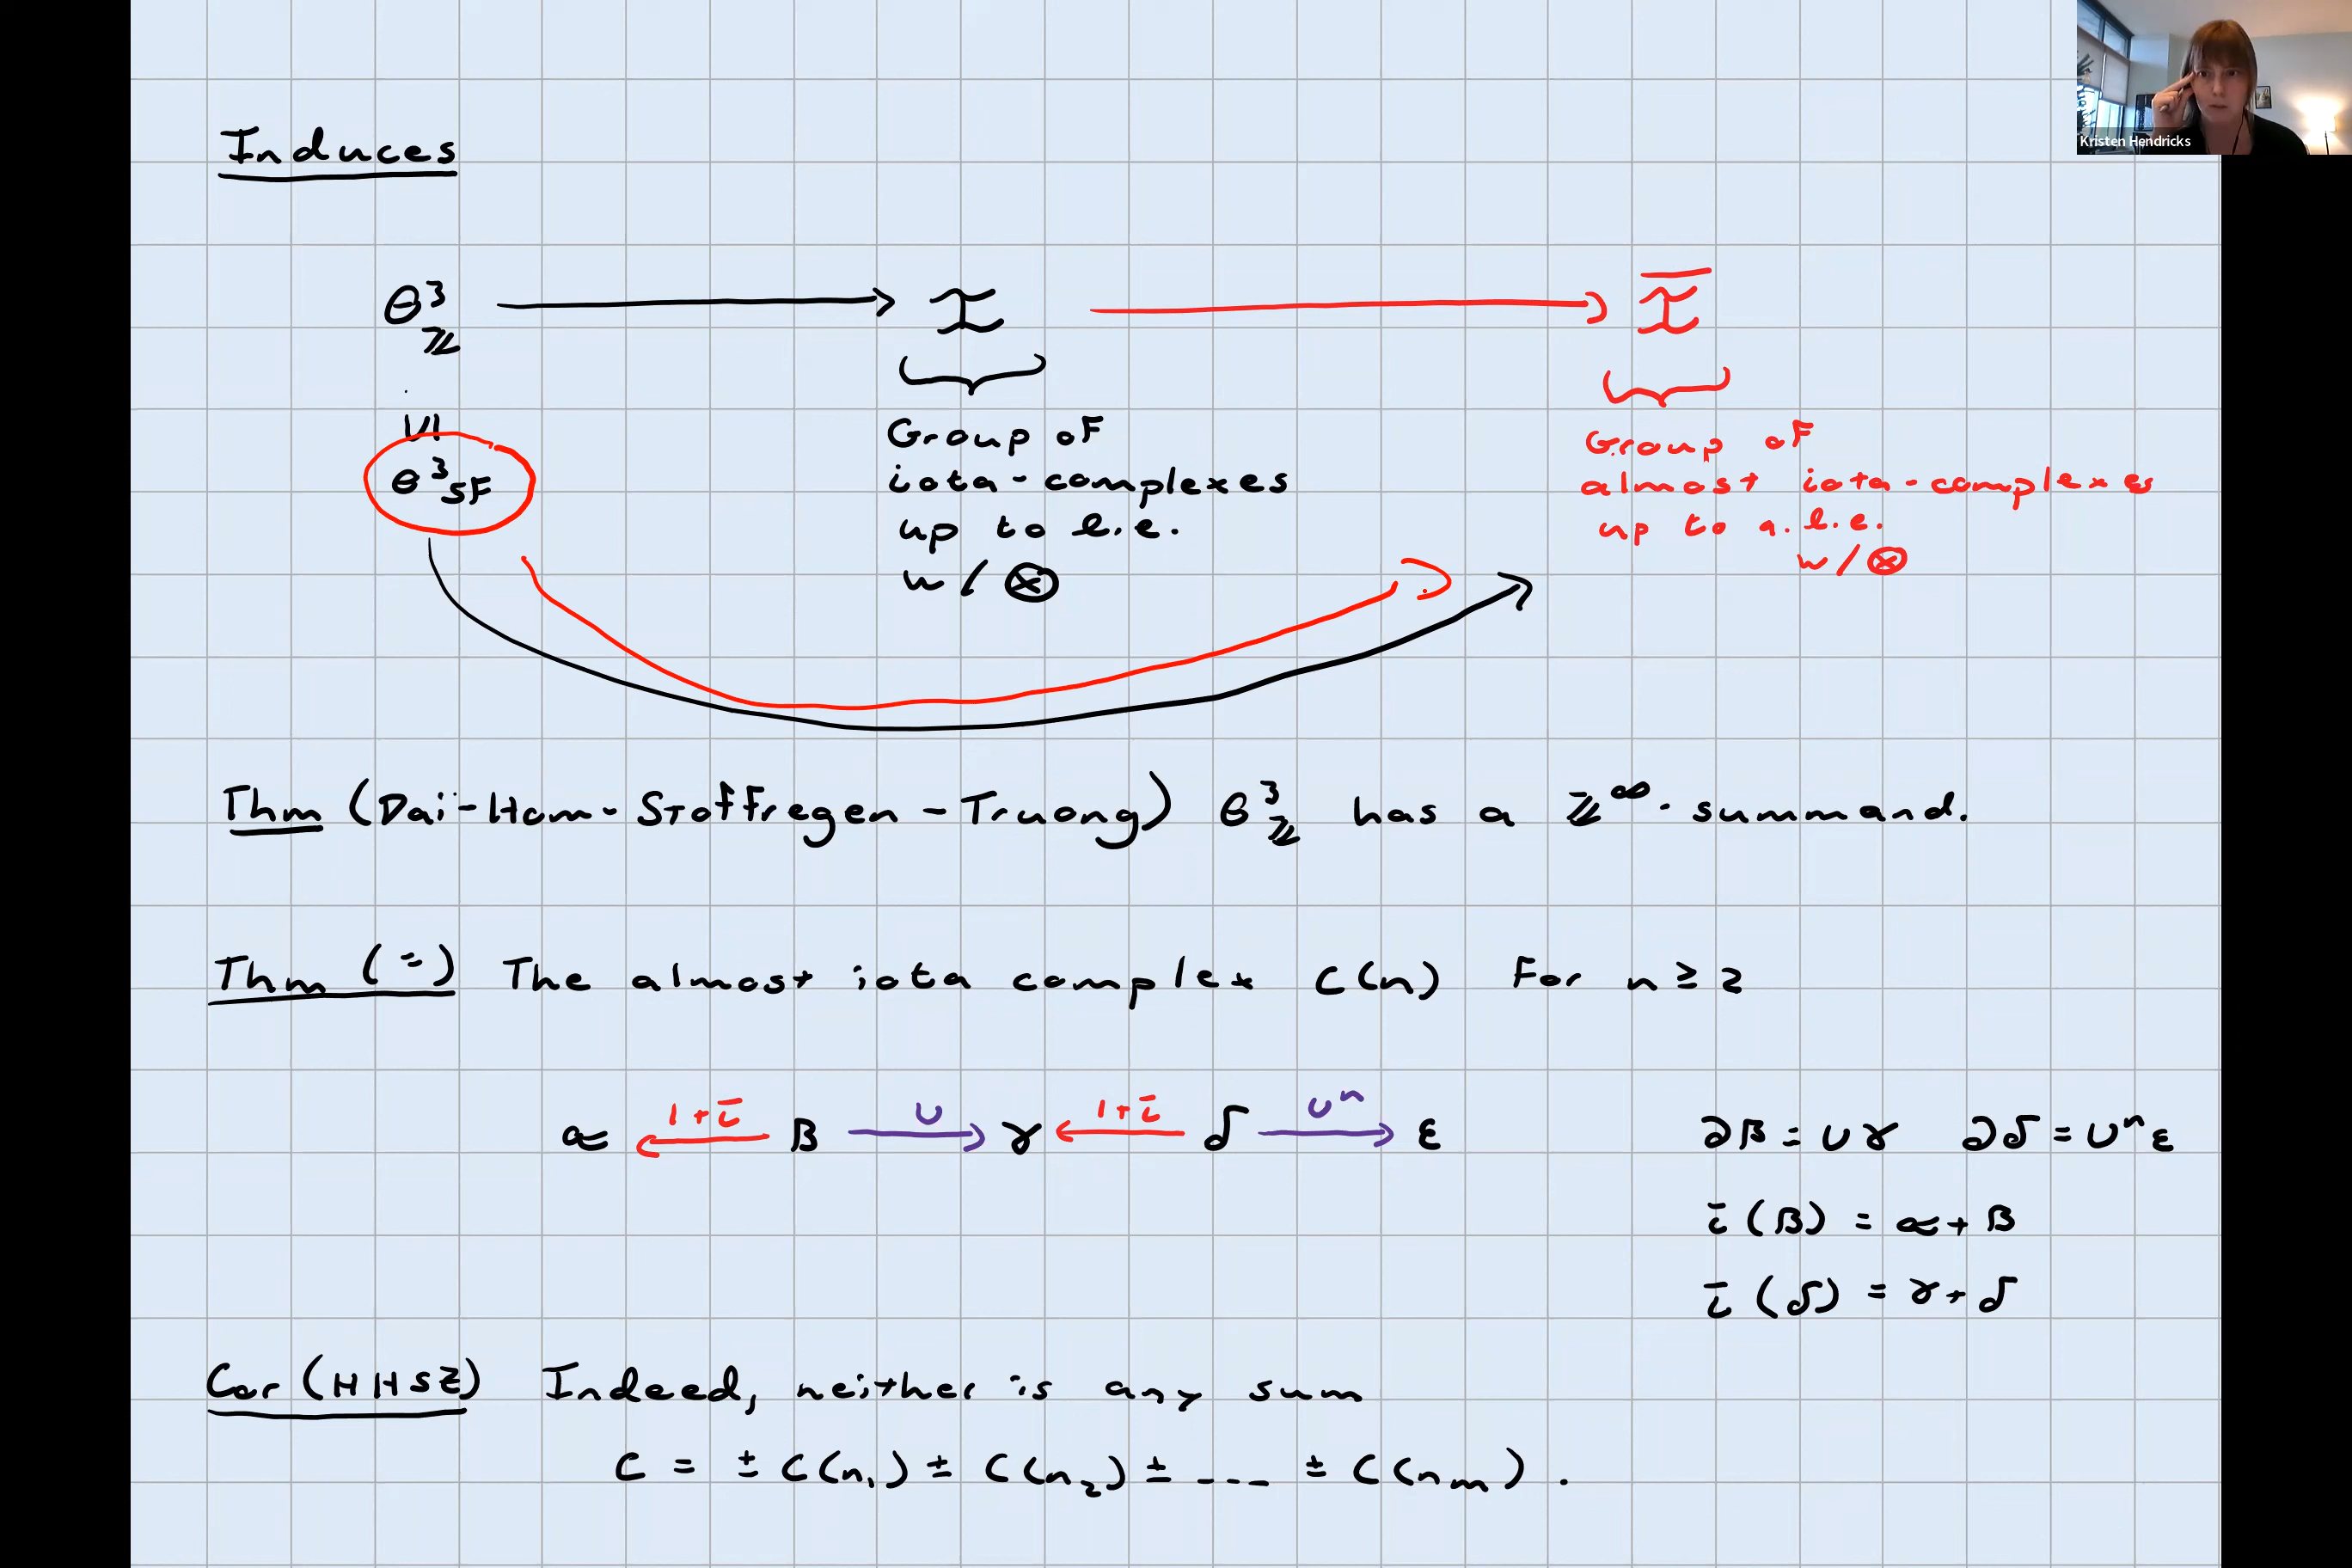 Kristen Hendricks
Induces
Θ³_ℤ → ℐ → ℐ̅
∪|
Θ³_SF
Group of
iota-complexes
up to l.e.
w/ ⊗
Group of
almost iota-complexes
up to a.l.e.
w/ ⊗
Thm (Dai-Hom-Stoffregen-Truong) Θ³_ℤ has a ℤ^∞-summand.
Thm (=) The almost iota complex C(n) for n ≥ 2
α ←(1+ῑ) β →(U) γ ←(1+ῑ) δ →(Uⁿ) ε
∂β = Uγ ∂δ = Uⁿε
ῑ(β) = α+β
ῑ(δ) = γ+δ
Cor (HHSZ) Indeed, neither is any sum
C = ± C(n₁) ± C(n₂) ± --- ± C(n_m).